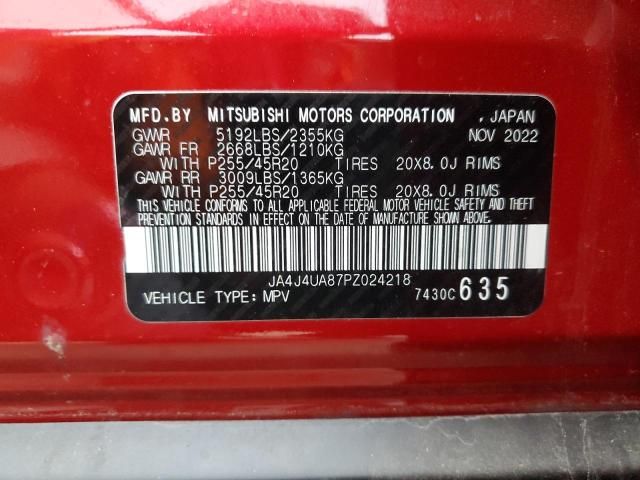 MFD.BY MITSUBISHI MOTORS CORPORATION , JAPAN
GVWR 5192LBS/2355KG NOV 2022
GAWR FR 2668LBS/1210KG
WITH P255/45R20 TIRES 20X8.0J RIMS
GAWR RR 3009LBS/1365KG
WITH P255/45R20 TIRES 20X8.0J RIMS
THIS VEHICLE CONFORMS TO ALL APPLICABLE FEDERAL MOTOR VEHICLE SAFETY AND THEFT
PREVENTION STANDARDS IN EFFECT ON THE DATE OF MANUFACTURE SHOWN ABOVE.
JA4J4UA87PZ024218
VEHICLE TYPE: MPV 7430C 635